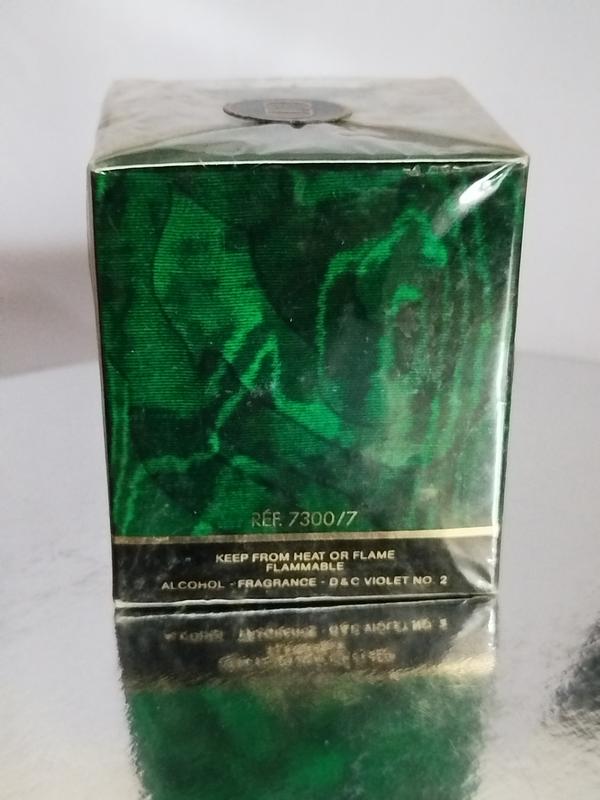 RÉF. 7300/7
KEEP FROM HEAT OR FLAME
FLAMMABLE
ALCOHOL - FRAGRANCE - D&C VIOLET NO. 2